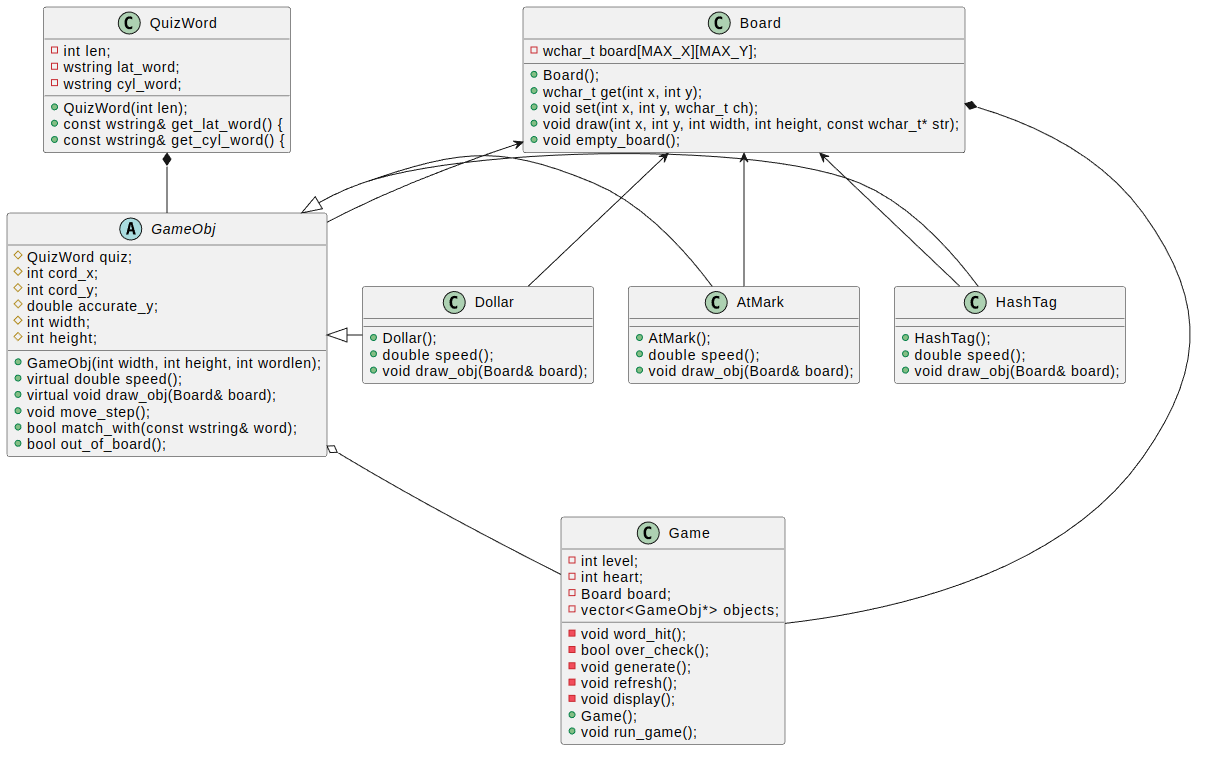 C QuizWord
int len;
wstring lat_word;
wstring cyl_word;
QuizWord(int len);
const wstring& get_lat_word() {
const wstring& get_cyl_word() {
C Board
wchar_t board[MAX_X][MAX_Y];
Board();
wchar_t get(int x, int y);
void set(int x, int y, wchar_t ch);
void draw(int x, int y, int width, int height, const wchar_t* str);
void empty_board();
A GameObj
QuizWord quiz;
int cord_x;
int cord_y;
double accurate_y;
int width;
int height;
GameObj(int width, int height, int wordlen);
virtual double speed();
virtual void draw_obj(Board& board);
void move_step();
bool match_with(const wstring& word);
bool out_of_board();
C Dollar
Dollar();
double speed();
void draw_obj(Board& board);
C AtMark
AtMark();
double speed();
void draw_obj(Board& board);
C HashTag
HashTag();
double speed();
void draw_obj(Board& board);
C Game
int level;
int heart;
Board board;
vector<GameObj*> objects;
void word_hit();
bool over_check();
void generate();
void refresh();
void display();
Game();
void run_game();